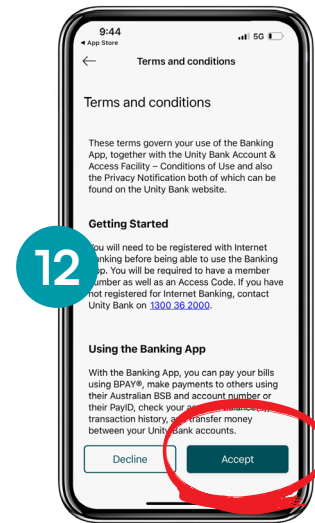 9:44
5G
◀ App Store
← Terms and conditions
Terms and conditions
These terms govern your use of the Banking
App, together with the Unity Bank Account &
Access Facility – Conditions of Use and also
the Privacy Notification both of which can be
found on the Unity Bank website.
Getting Started
You will need to be registered with Internet
Banking before being able to use the Banking
App. You will be required to have a member
number as well as an Access Code. If you have
not registered for Internet Banking, contact
Unity Bank on 1300 36 2000.
12
Using the Banking App
With the Banking App, you can pay your bills
using BPAY®, make payments to others using
their Australian BSB and account number or
their PayID, check your balance(s),
transaction history, and transfer money
between your Unity Bank accounts.
Decline
Accept